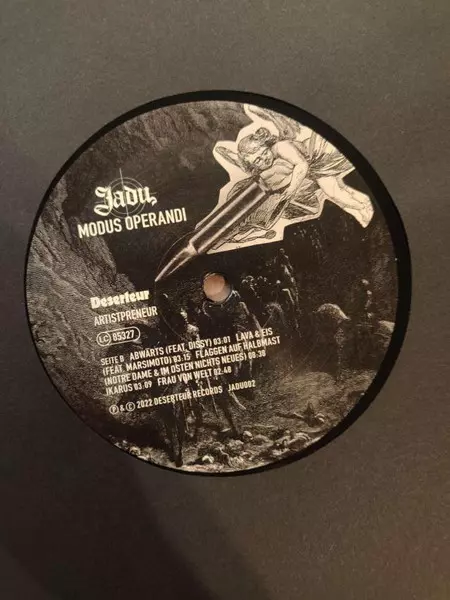 Jadu,
MODUS OPERANDI
Deserteur
ARTISTPRENEUR
LC 85327
SEITE B ABWÄRTS (FEAT. DISSY) 03:01 LAVA & EIS
(FEAT. MARSIMOTO) 03:15 FLAGGEN AUF HALBMAST
(NOTRE DAME & IM OSTEN NICHTS NEUES) 08:38
IKARUS 03:09 FRAU VON WELT 02:48
Ⓟ & © 2022 DESERTEUR RECORDS JADU002